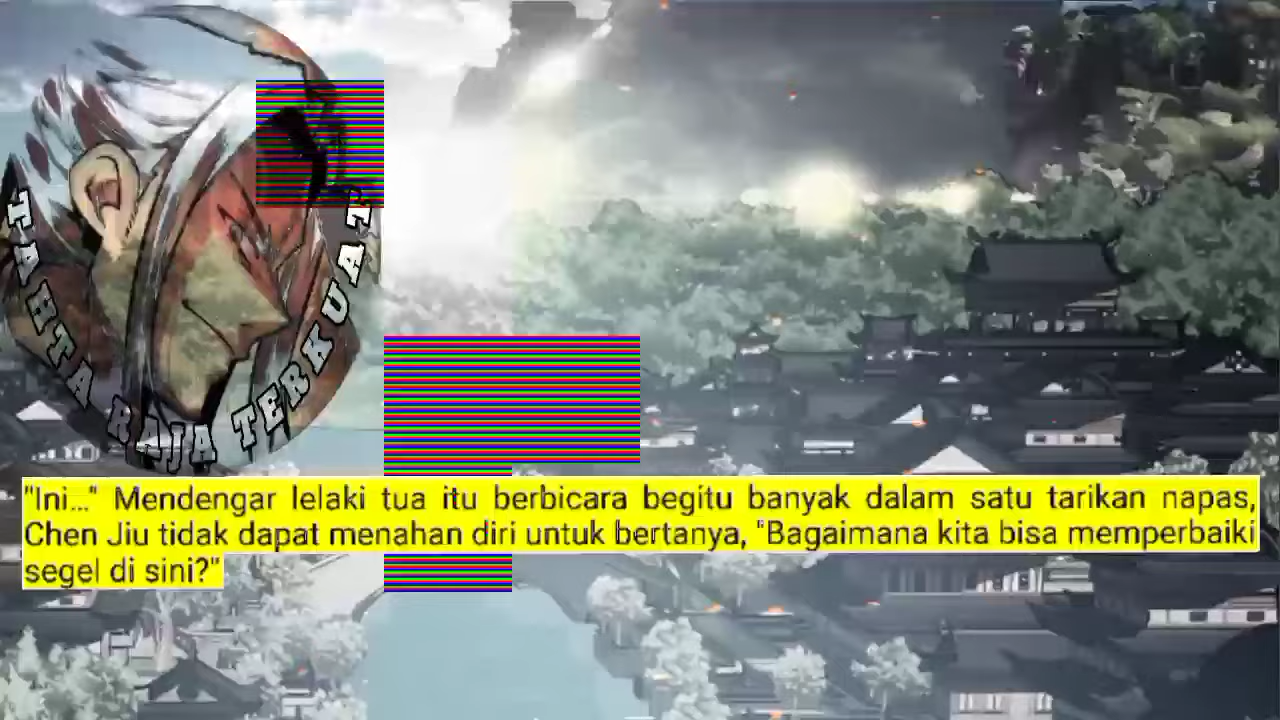 TAHTA RAJA TERKUAT
"Ini..." Mendengar lelaki tua itu berbicara begitu banyak dalam satu tarikan napas,
Chen Jiu tidak dapat menahan diri untuk bertanya, "Bagaimana kita bisa memperbaiki
segel di sini?"